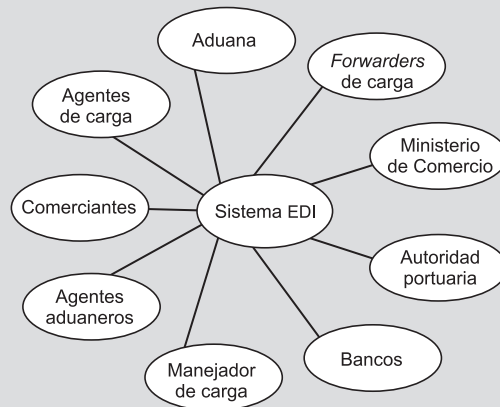 Aduana
Forwarders
de carga
Agentes
de carga
Ministerio
de Comercio
Comerciantes
Sistema EDI
Autoridad
portuaria
Agentes
aduaneros
Manejador
de carga
Bancos